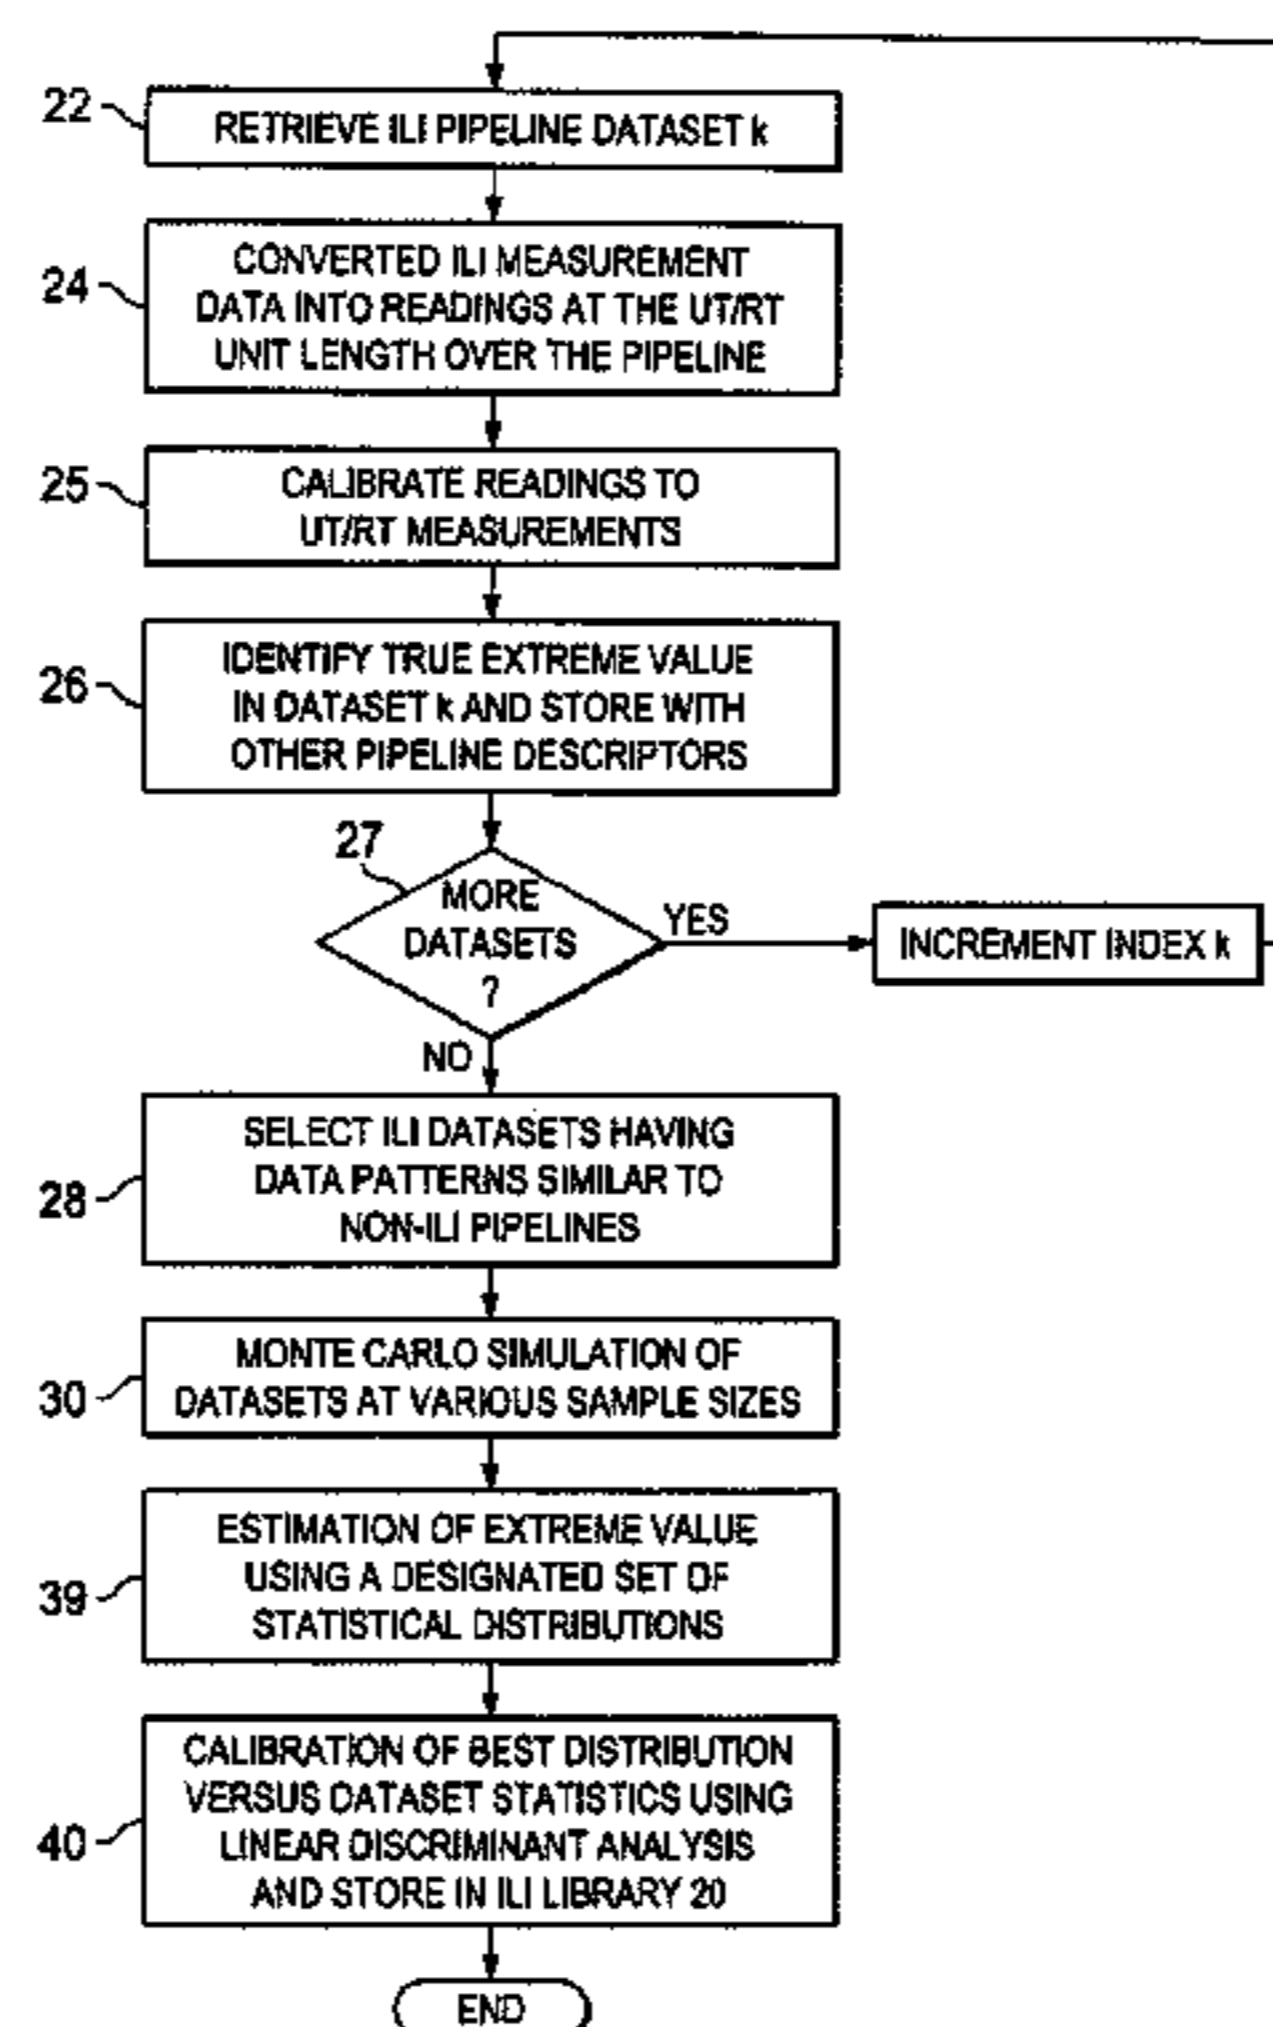 22
RETRIEVE ILI PIPELINE DATASET k
24
CONVERTED ILI MEASUREMENT
DATA INTO READINGS AT THE UT/RT
UNIT LENGTH OVER THE PIPELINE
25
CALIBRATE READINGS TO
UT/RT MEASUREMENTS
26
IDENTIFY TRUE EXTREME VALUE
IN DATASET k AND STORE WITH
OTHER PIPELINE DESCRIPTORS
27
MORE
DATASETS
?
YES
INCREMENT INDEX k
NO
28
SELECT ILI DATASETS HAVING
DATA PATTERNS SIMILAR TO
NON-ILI PIPELINES
30
MONTE CARLO SIMULATION OF
DATASETS AT VARIOUS SAMPLE SIZES
39
ESTIMATION OF EXTREME VALUE
USING A DESIGNATED SET OF
STATISTICAL DISTRIBUTIONS
40
CALIBRATION OF BEST DISTRIBUTION
VERSUS DATASET STATISTICS USING
LINEAR DISCRIMINANT ANALYSIS
AND STORE IN ILI LIBRARY 20
END